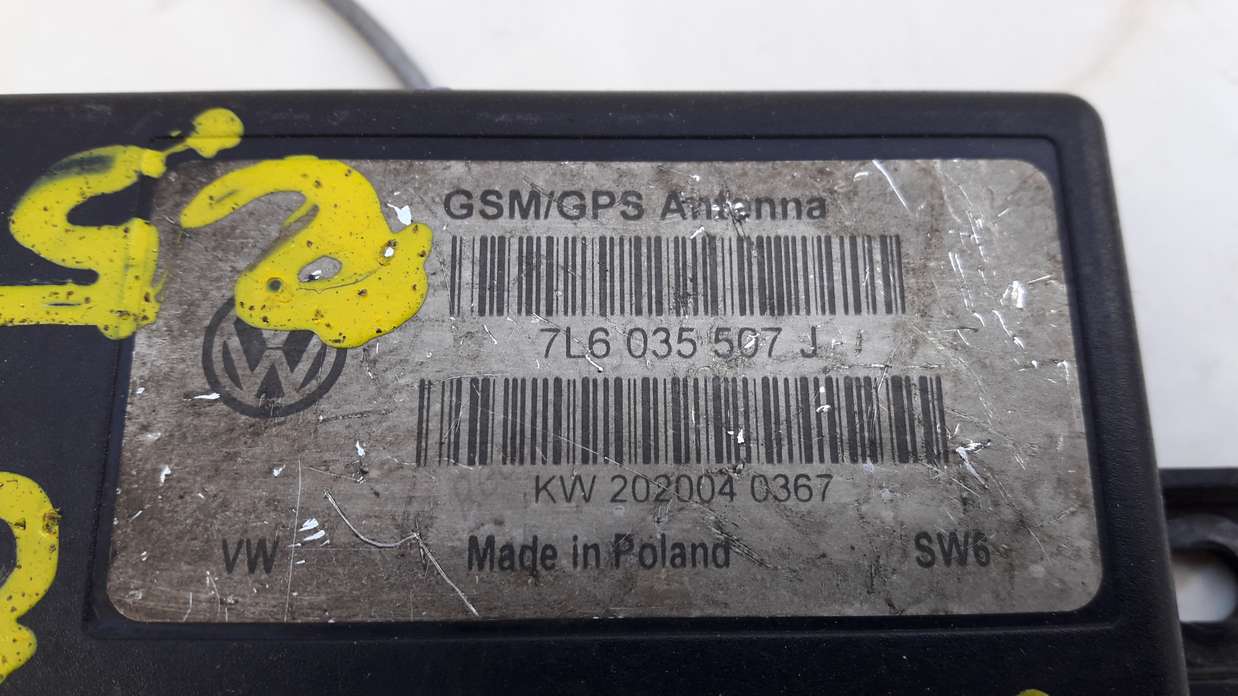 GSM/GPS Antenna
7L6 035 507 J
KW 202004 0367
VW Made in Poland SW6